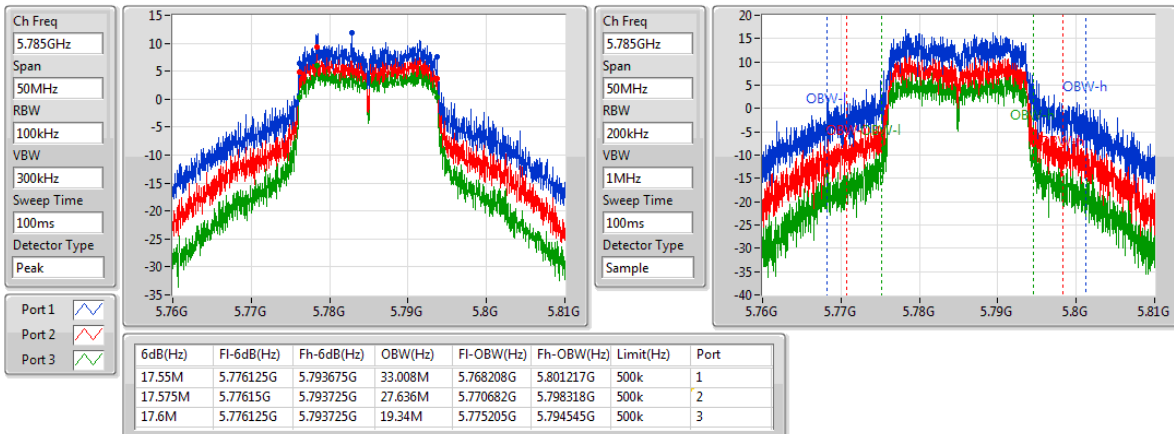 Ch Freq
5.785GHz
Span
50MHz
RBW
100kHz
VBW
300kHz
Sweep Time
100ms
Detector Type
Peak
Port 1
Port 2
Port 3
15
10
5
0
-5
-10
-15
-20
-25
-30
-35
5.76G 5.77G 5.78G 5.79G 5.8G 5.81G
Ch Freq
5.785GHz
Span
50MHz
RBW
200kHz
VBW
1MHz
Sweep Time
100ms
Detector Type
Sample
20
15
10
5
0
-5
-10
-15
-20
-25
-30
-35
-40
OBW-h
5.76G 5.77G 5.78G 5.79G 5.8G 5.81G
6dB(Hz) Fl-6dB(Hz) Fh-6dB(Hz) OBW(Hz) Fl-OBW(Hz) Fh-OBW(Hz) Limit(Hz) Port
17.55M 5.776125G 5.793675G 33.008M 5.768208G 5.801217G 500k 1
17.575M 5.77615G 5.793725G 27.636M 5.770682G 5.798318G 500k 2
17.6M 5.776125G 5.793725G 19.34M 5.775205G 5.794545G 500k 3